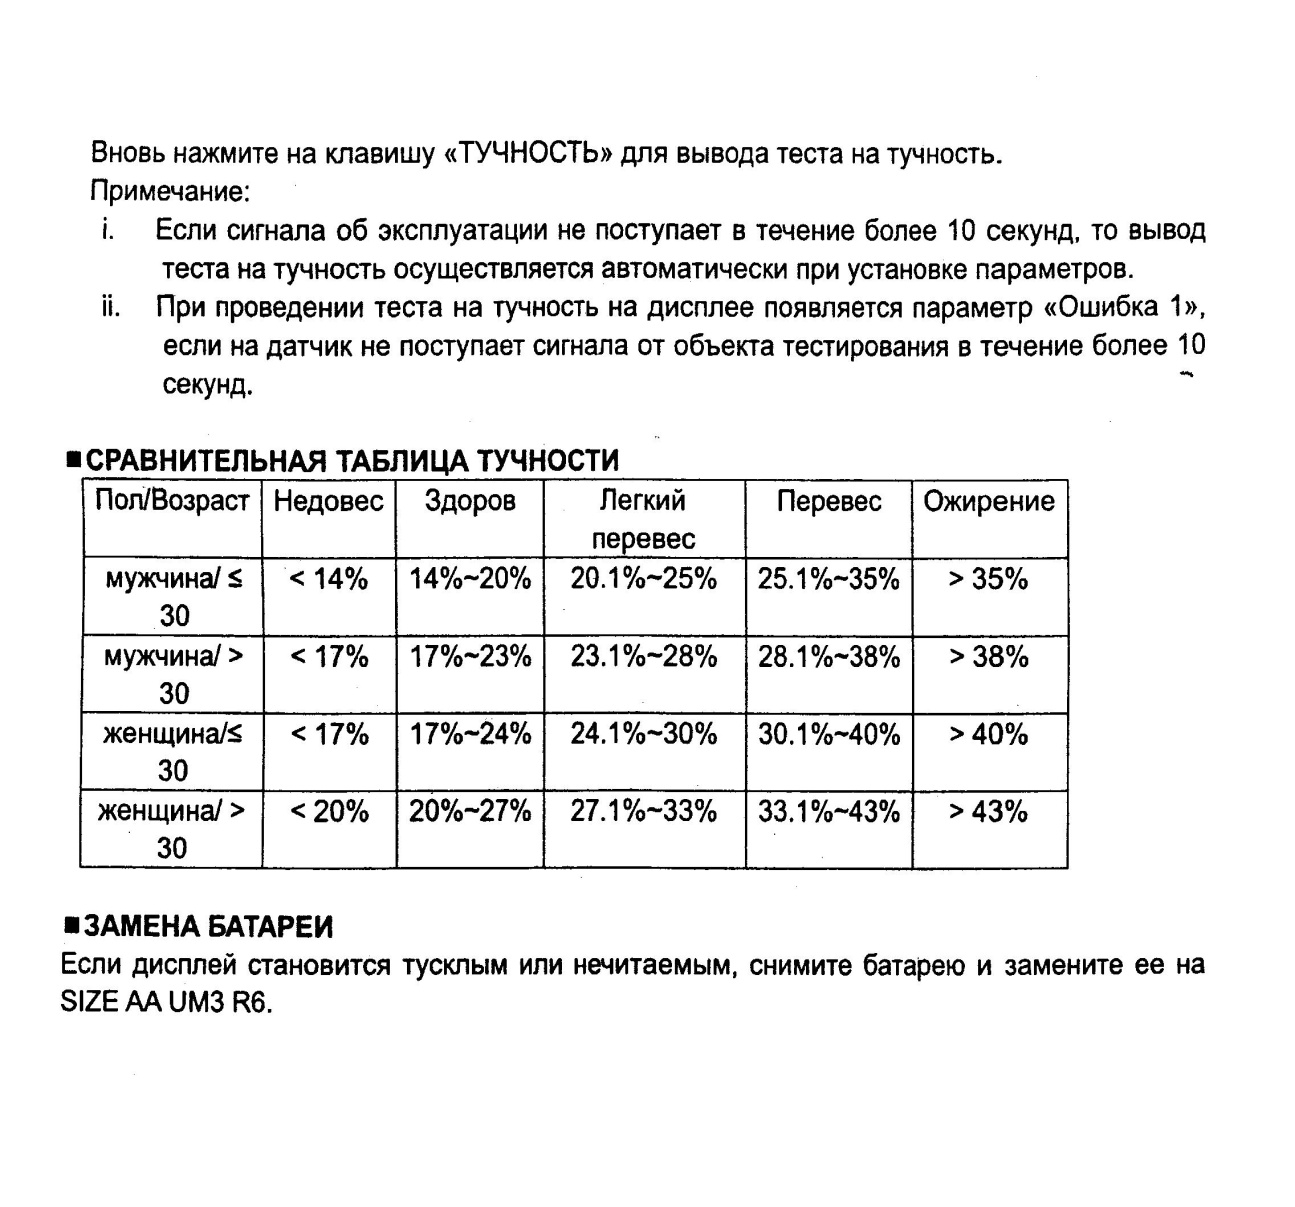 Вновь нажмите на клавишу «ТУЧНОСТЬ» для вывода теста на тучность.
Примечание:
i. Если сигнала об эксплуатации не поступает в течение более 10 секунд, то вывод
теста на тучность осуществляется автоматически при установке параметров.
ii. При проведении теста на тучность на дисплее появляется параметр «Ошибка 1»,
если на датчик не поступает сигнала от объекта тестирования в течение более 10
секунд.
■СРАВНИТЕЛЬНАЯ ТАБЛИЦА ТУЧНОСТИ
Пол/Возраст Недовес Здоров Легкий Перевес Ожирение
перевес
мужчина/ ≤ < 14% 14%~20% 20.1%~25% 25.1%~35% > 35%
30
мужчина/ > < 17% 17%~23% 23.1%~28% 28.1%~38% > 38%
30
женщина/≤ < 17% 17%~24% 24.1%~30% 30.1%~40% > 40%
30
женщина/ > < 20% 20%~27% 27.1%~33% 33.1%~43% > 43%
30
■ЗАМЕНА БАТАРЕИ
Если дисплей становится тусклым или нечитаемым, снимите батарею и замените ее на
SIZE AA UM3 R6.